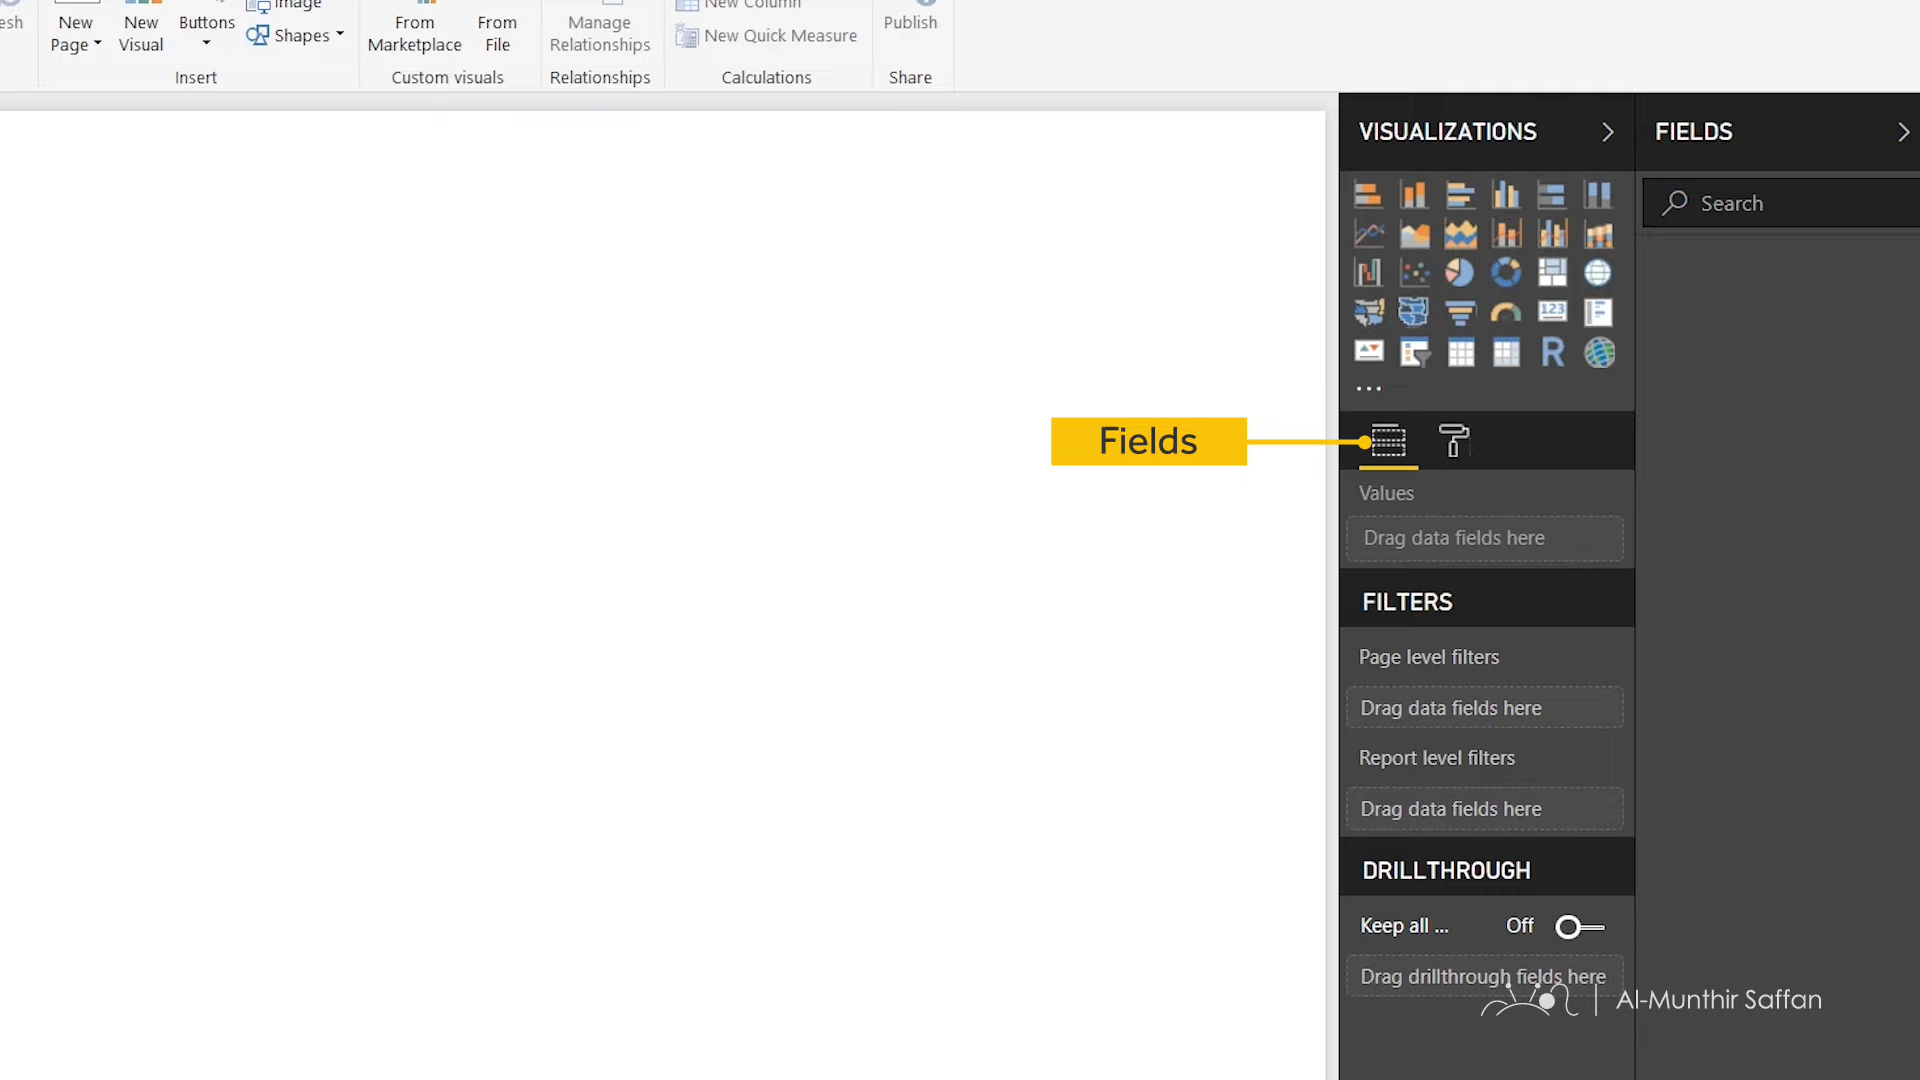 esh
New
Page
New
Visual
Buttons
Image
Shapes
Insert
From
Marketplace
From
File
Custom visuals
Manage
Relationships
Relationships
New Column
New Quick Measure
Calculations
Publish
Share
VISUALIZATIONS
FIELDS
Search
123
R
Fields
Values
Drag data fields here
FILTERS
Page level filters
Drag data fields here
Report level filters
Drag data fields here
DRILLTHROUGH
Keep all ... Off
Drag drillthrough fields here
Al-Munthir Saffan